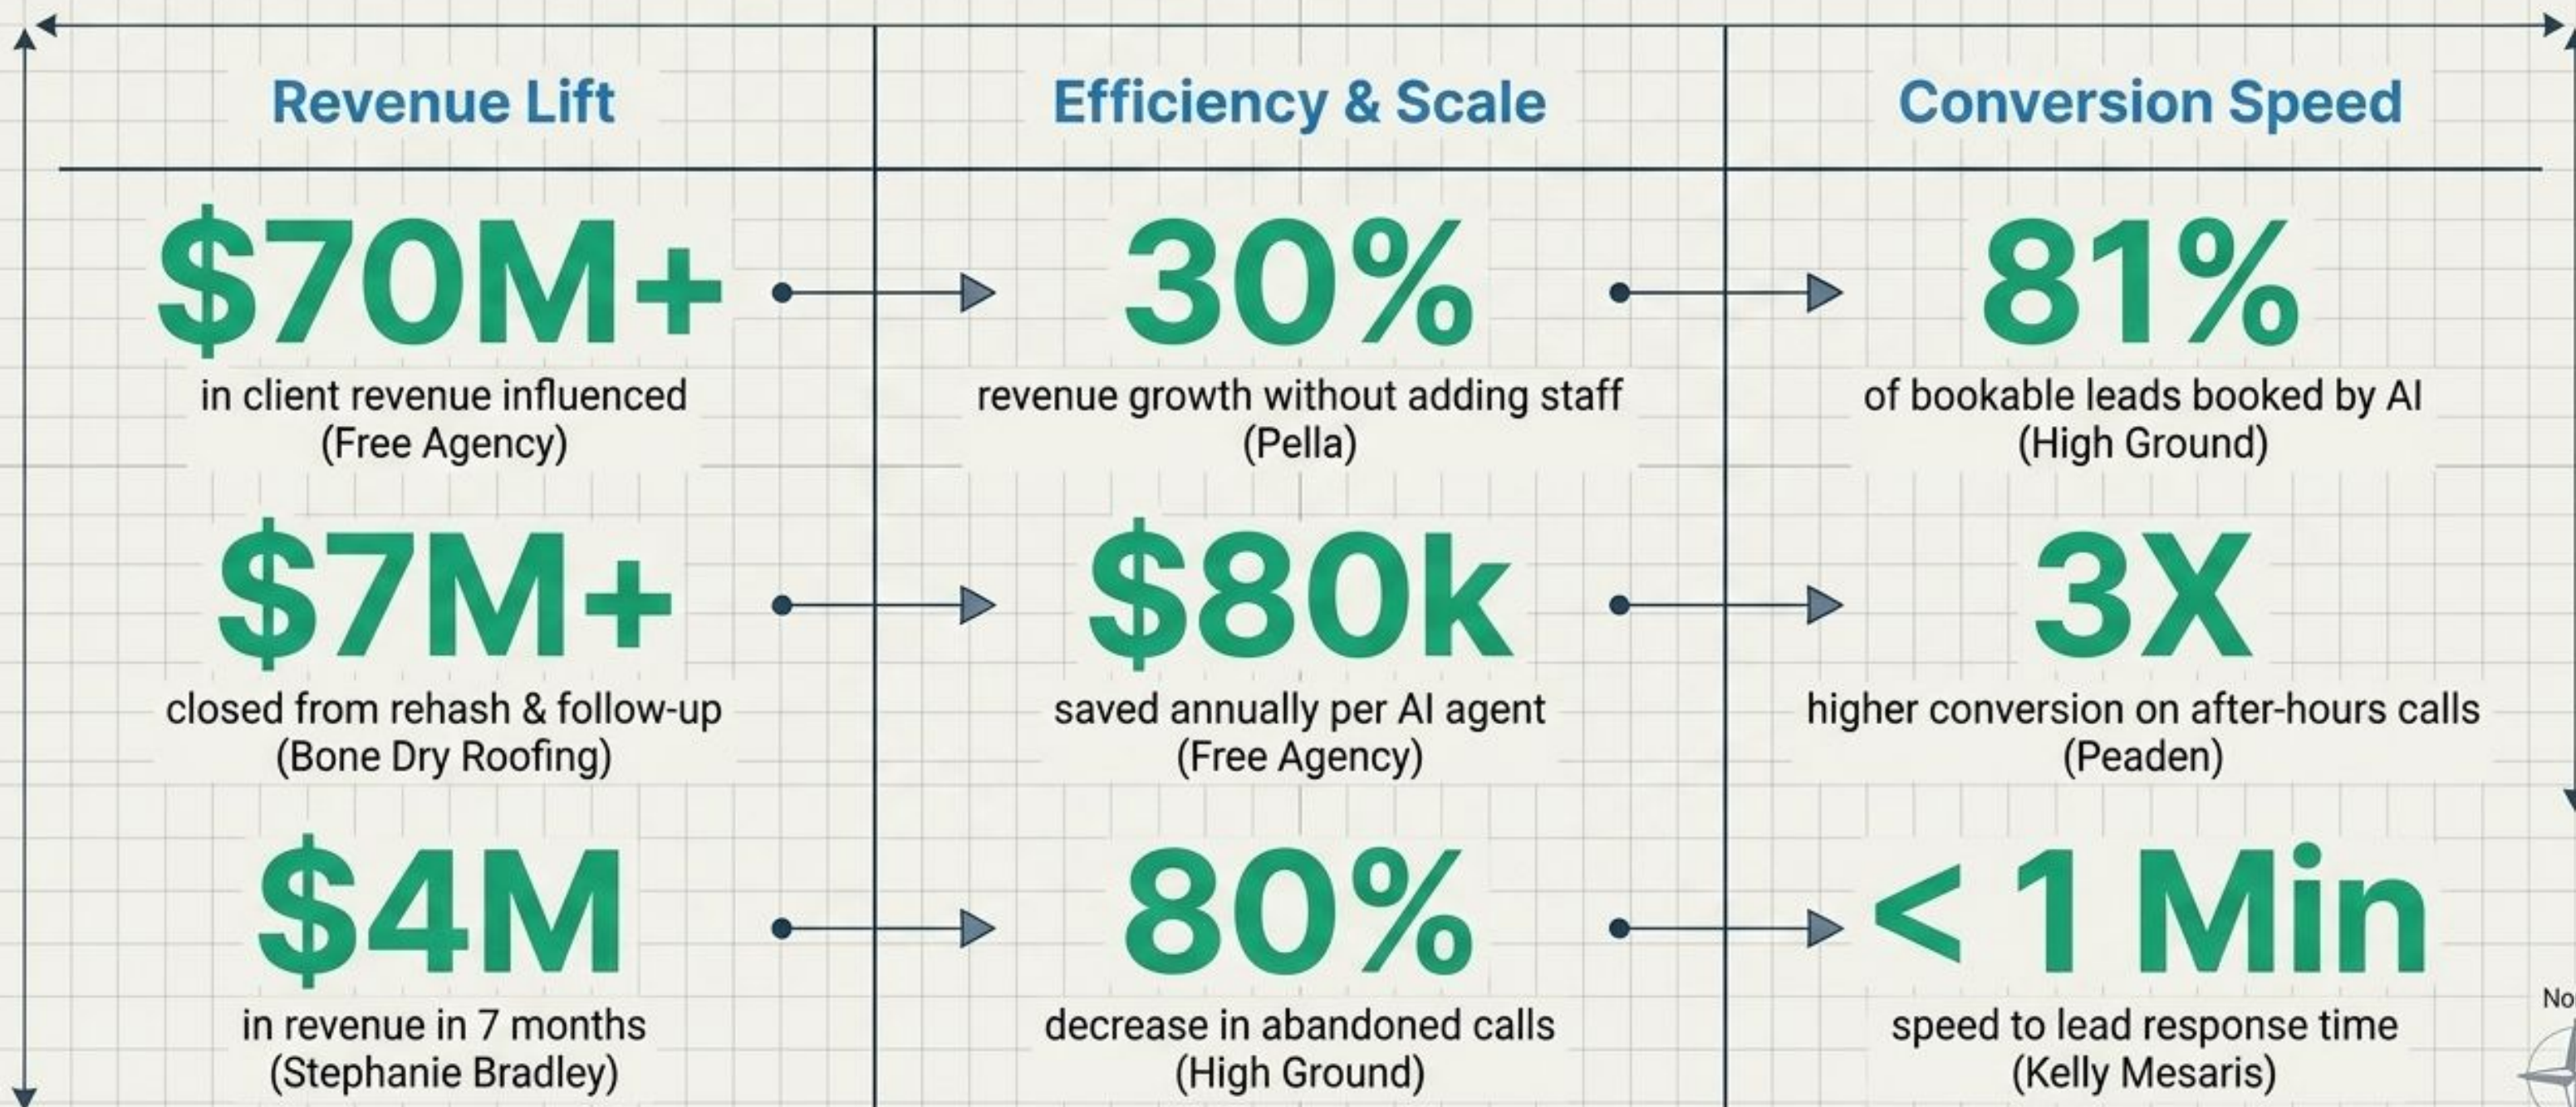 Revenue Lift
Efficiency & Scale
Conversion Speed
$70M+
in client revenue influenced
(Free Agency)
30%
revenue growth without adding staff
(Pella)
81%
of bookable leads booked by AI
(High Ground)
$7M+
closed from rehash & follow-up
(Bone Dry Roofing)
$80k
saved annually per AI agent
(Free Agency)
3X
higher conversion on after-hours calls
(Peaden)
$4M
in revenue in 7 months
(Stephanie Bradley)
80%
decrease in abandoned calls
(High Ground)
< 1 Min
speed to lead response time
(Kelly Mesaris)